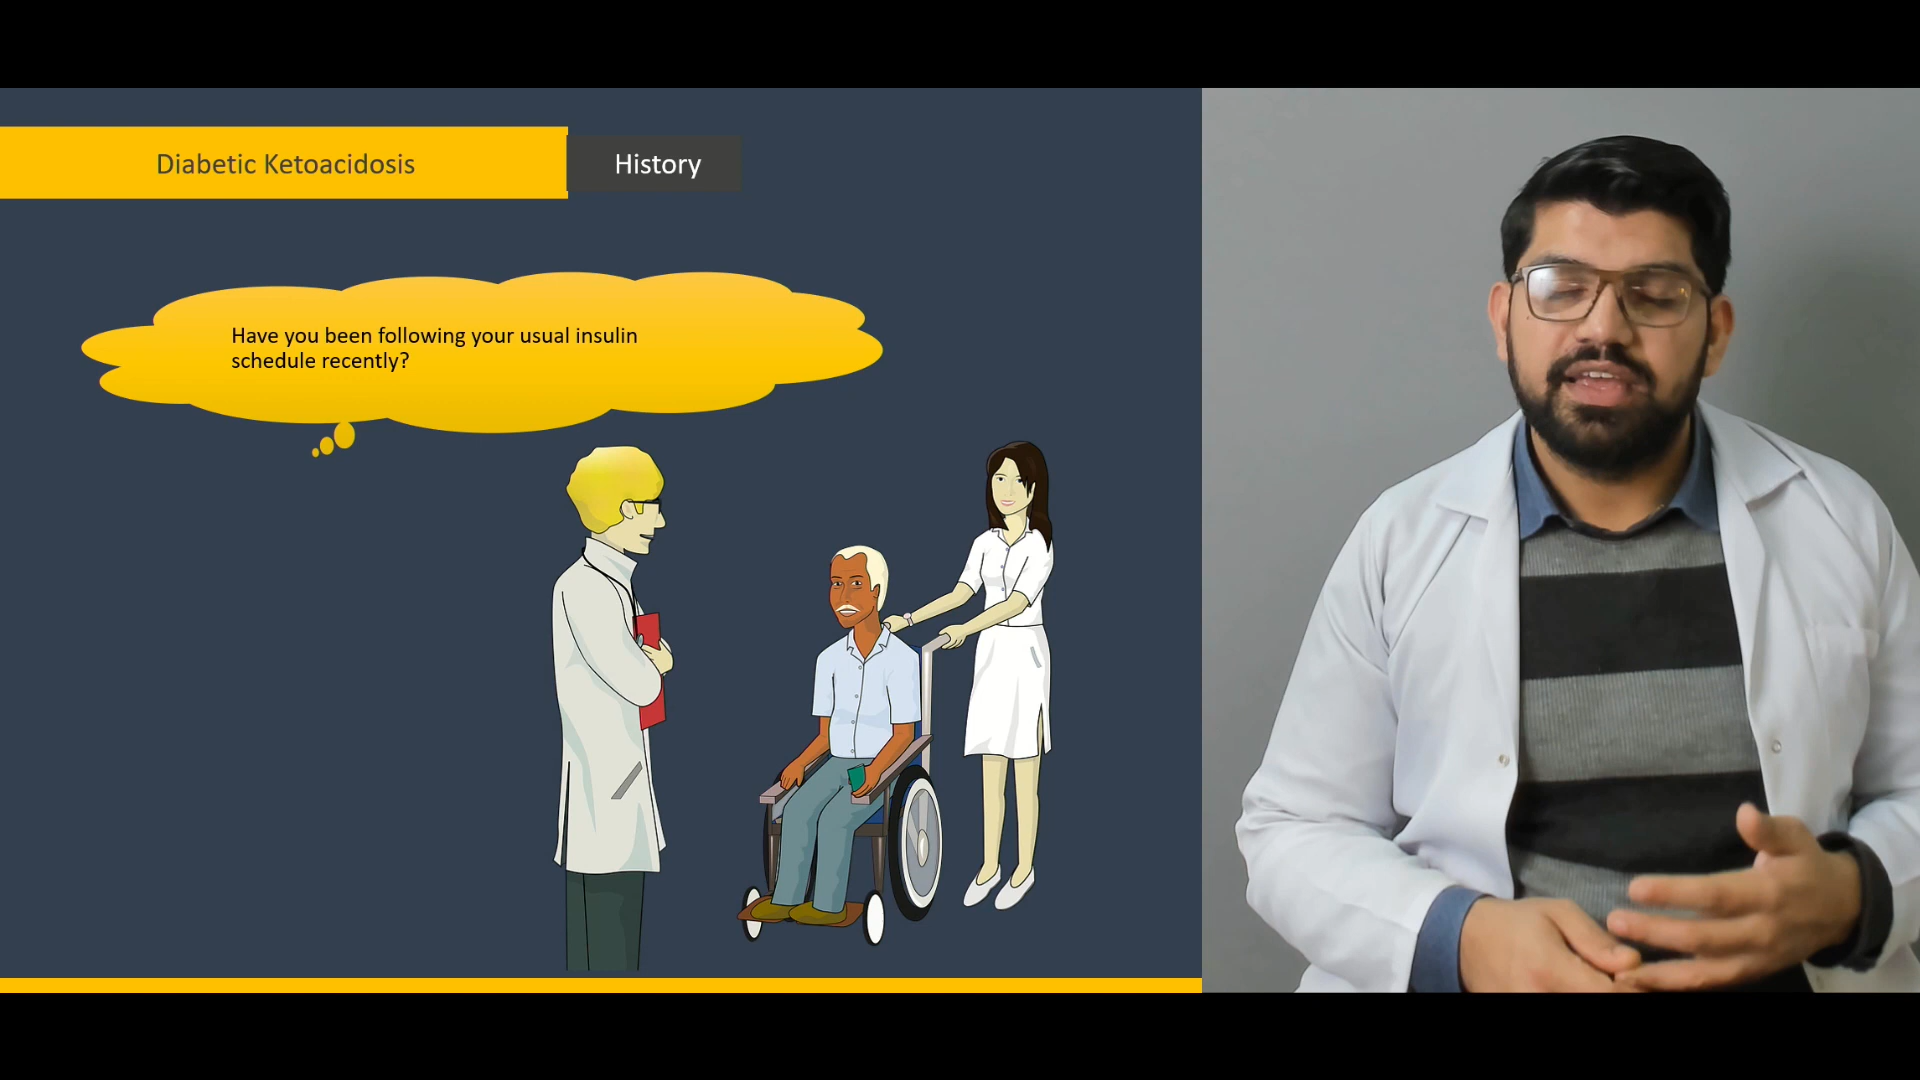 Diabetic Ketoacidosis
History
Have you been following your usual insulin
schedule recently?